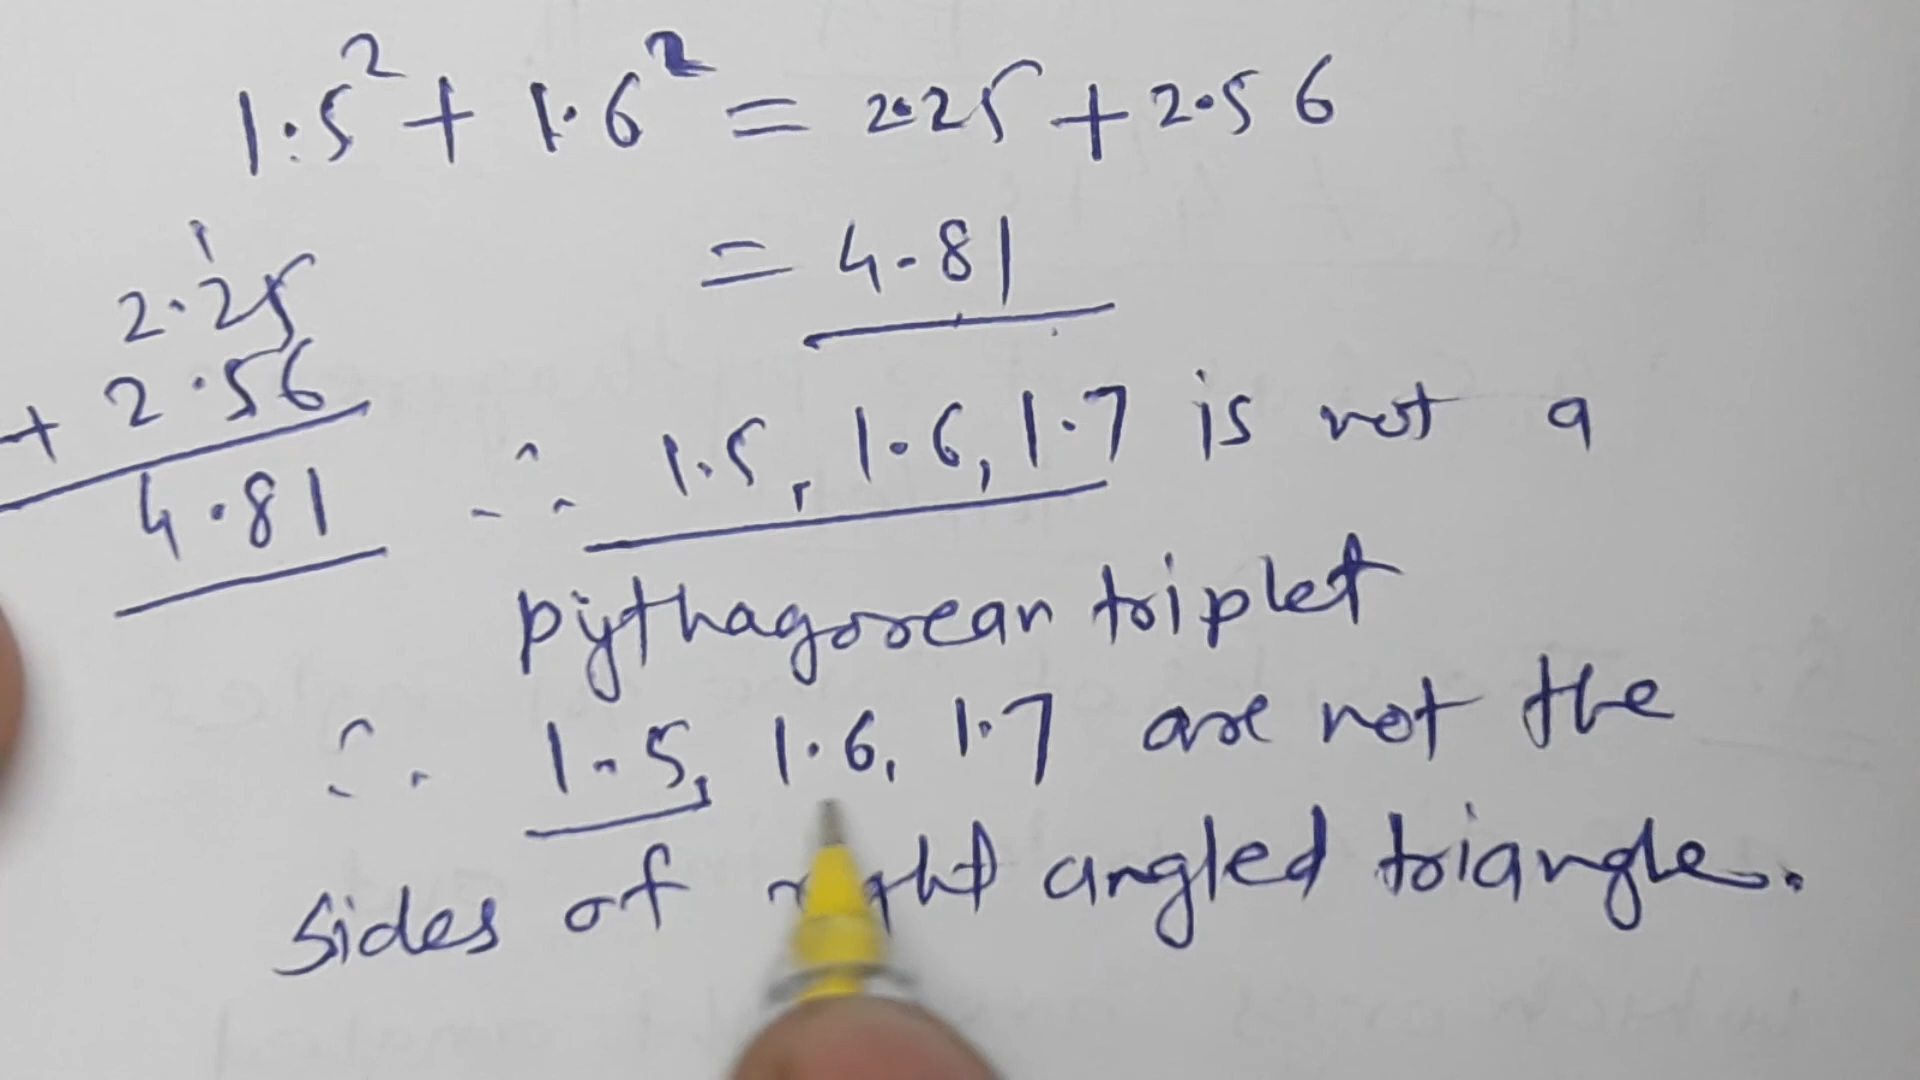 1.5² + 1.6² = 2.25 + 2.56
= 4.81
1
2.25
+ 2.56
4.81
∴ 1.5, 1.6, 1.7 is not a
pythagorean triplet
∴ 1.5, 1.6, 1.7 are not the
sides of right angled triangle.